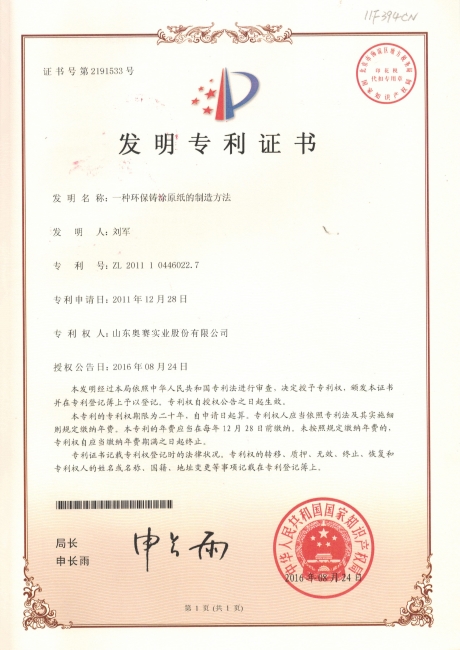 11F394CN
证书号第2191533号
印花税
代扣专用章
发明专利证书
发明名称：一种环保铸涂原纸的制造方法
发明人：刘军
专利号：ZL 2011 1 0446022.7
专利申请日：2011年12月28日
专利权人：山东奥赛实业股份有限公司
授权公告日：2016年08月24日
本发明经过本局依照中华人民共和国专利法进行审查，决定授予专利权，颁发本证书
并在专利登记簿上予以登记。专利权自授权公告之日起生效。
本专利的专利权期限为二十年，自申请日起算。专利权人应当依照专利法及其实施细
则规定缴纳年费。本专利的年费应当在每年12月28日前缴纳。未按照规定缴纳年费的，
专利权自应当缴纳年费期满之日起终止。
专利证书记载专利权登记时的法律状况。专利权的转移、质押、无效、终止、恢复和
专利权人的姓名或名称、国籍、地址变更等事项记载在专利登记簿上。
局长
申长雨
申长雨
中华人民共和国国家知识产权局
2016年08月24日
第1页(共1页)